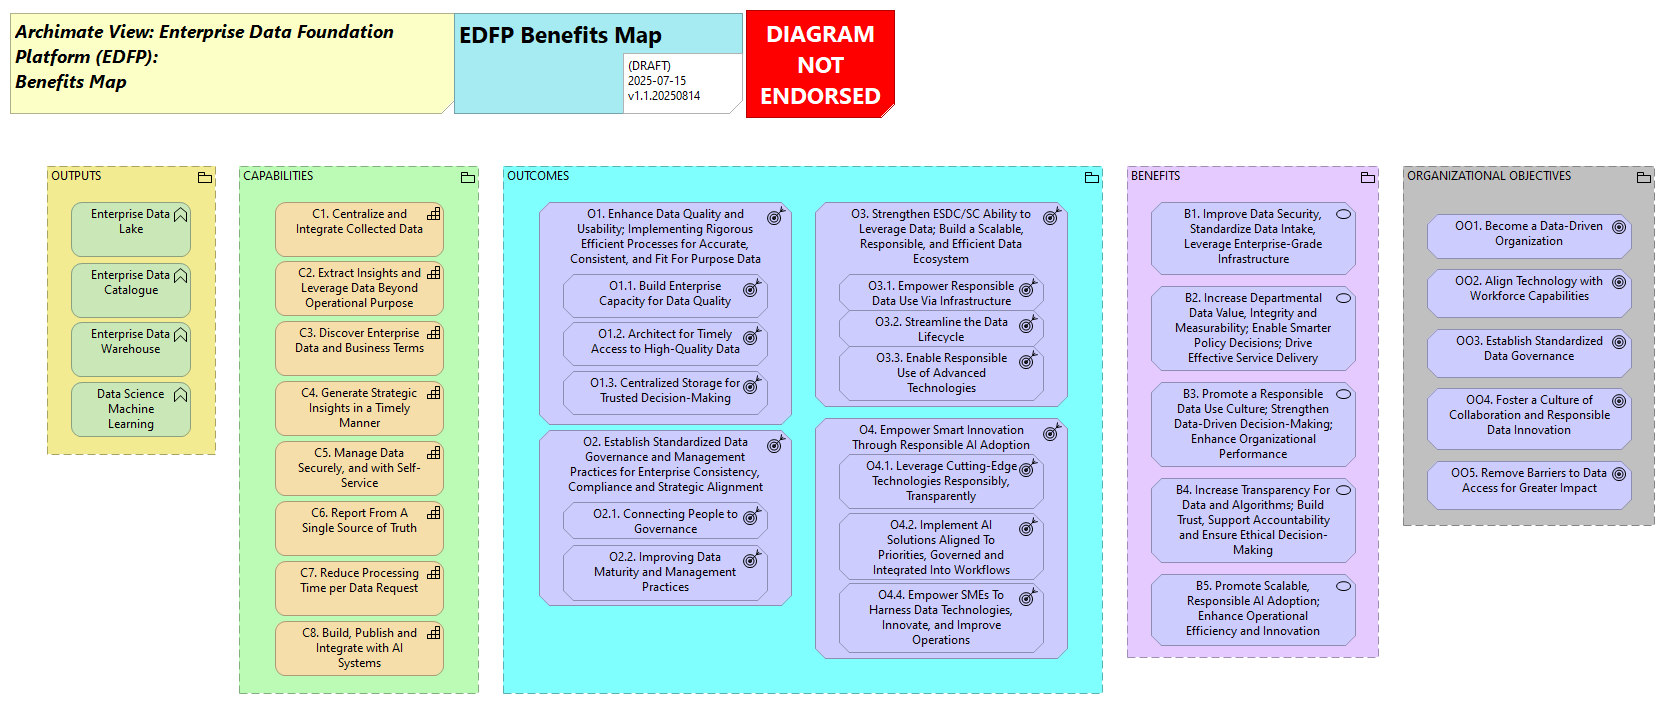 Archimate View: Enterprise Data Foundation
Platform (EDFP):
Benefits Map
EDFP Benefits Map
(DRAFT)
2025-07-15
v1.1.20250814
DIAGRAM
NOT
ENDORSED
OUTPUTS
Enterprise Data
Lake
Enterprise Data
Catalogue
Enterprise Data
Warehouse
Data Science
Machine
Learning
CAPABILITIES
C1. Centralize and
Integrate Collected Data
C2. Extract Insights and
Leverage Data Beyond
Operational Purpose
C3. Discover Enterprise
Data and Business Terms
C4. Generate Strategic
Insights in a Timely
Manner
C5. Manage Data
Securely, and with Self-
Service
C6. Report From A
Single Source of Truth
C7. Reduce Processing
Time per Data Request
C8. Build, Publish and
Integrate with AI
Systems
OUTCOMES
O1. Enhance Data Quality and
Usability; Implementing Rigorous
Efficient Processes for Accurate,
Consistent, and Fit For Purpose Data
O1.1. Build Enterprise
Capacity for Data Quality
O1.2. Architect for Timely
Access to High-Quality Data
O1.3. Centralized Storage for
Trusted Decision-Making
O2. Establish Standardized Data
Governance and Management
Practices for Enterprise Consistency,
Compliance and Strategic Alignment
O2.1. Connecting People to
Governance
O2.2. Improving Data
Maturity and Management
Practices
O3. Strengthen ESDC/SC Ability to
Leverage Data; Build a Scalable,
Responsible, and Efficient Data
Ecosystem
O3.1. Empower Responsible
Data Use Via Infrastructure
O3.2. Streamline the Data
Lifecycle
O3.3. Enable Responsible
Use of Advanced
Technologies
O4. Empower Smart Innovation
Through Responsible AI Adoption
O4.1. Leverage Cutting-Edge
Technologies Responsibly,
Transparently
O4.2. Implement AI
Solutions Aligned To
Priorities, Governed and
Integrated Into Workflows
O4.4. Empower SMEs To
Harness Data Technologies,
Innovate, and Improve
Operations
BENEFITS
B1. Improve Data Security,
Standardize Data Intake,
Leverage Enterprise-Grade
Infrastructure
B2. Increase Departmental
Data Value, Integrity and
Measurability; Enable Smarter
Policy Decisions; Drive
Effective Service Delivery
B3. Promote a Responsible
Data Use Culture; Strengthen
Data-Driven Decision-Making;
Enhance Organizational
Performance
B4. Increase Transparency For
Data and Algorithms; Build
Trust, Support Accountability
and Ensure Ethical Decision-
Making
B5. Promote Scalable,
Responsible AI Adoption;
Enhance Operational
Efficiency and Innovation
ORGANIZATIONAL OBJECTIVES
OO1. Become a Data-Driven
Organization
OO2. Align Technology with
Workforce Capabilities
OO3. Establish Standardized
Data Governance
OO4. Foster a Culture of
Collaboration and Responsible
Data Innovation
OO5. Remove Barriers to Data
Access for Greater Impact